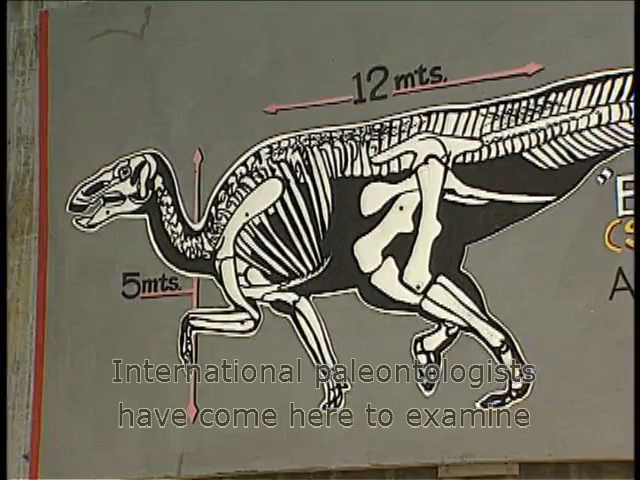 12 mts.
5mts.
International paleontologists
have come here to examine